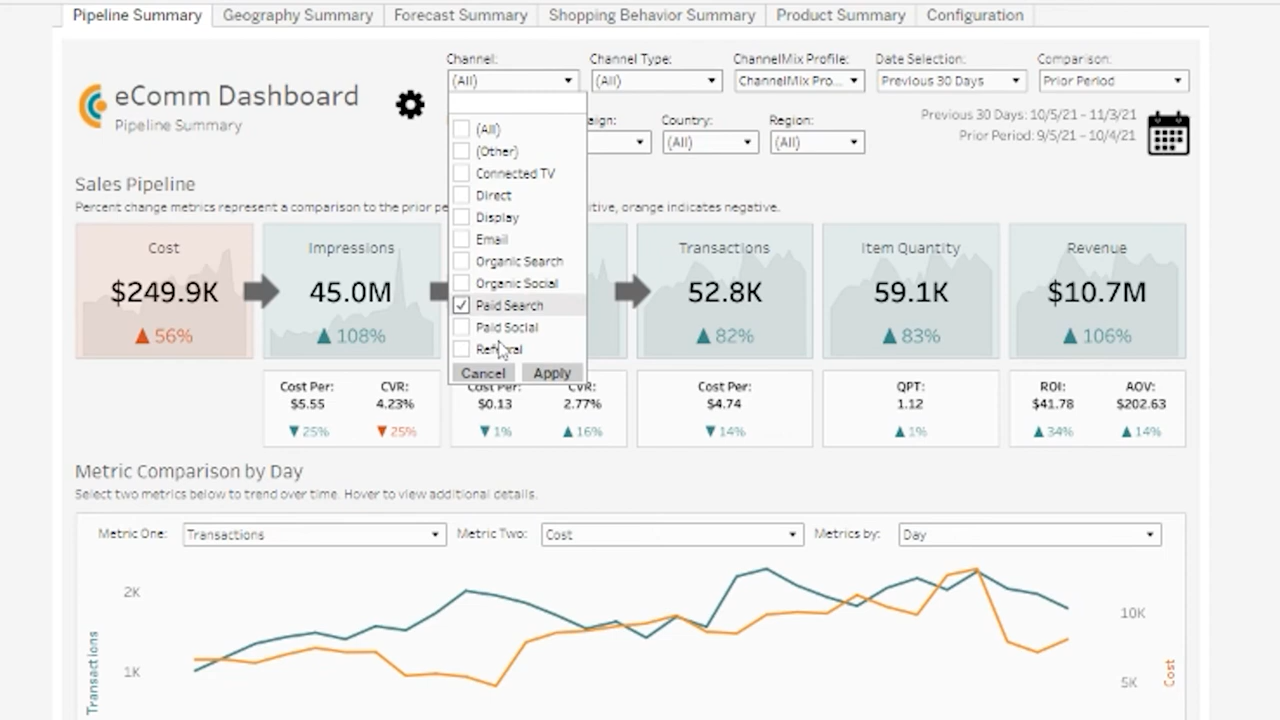 Pipeline Summary Geography Summary Forecast Summary Shopping Behavior Summary Product Summary Configuration
Channel: Channel Type: ChannelMix Profile: Date Selection: Comparison:
(All) (All) ChannelMix Pro... Previous 30 Days Prior Period
eComm Dashboard
Pipeline Summary
aign: Country: Region:
(All) (All)
Previous 30 Days: 10/5/21 - 11/3/21
Prior Period: 9/5/21 - 10/4/21
(All)
(Other)
Connected TV
Direct
Display
Email
Organic Search
Organic Social
Paid Search
Paid Social
Referral
Cancel Apply
Sales Pipeline
Percent change metrics represent a comparison to the prior pe
itive, orange indicates negative.
Cost Impressions Transactions Item Quantity Revenue
$249.9K 45.0M 52.8K 59.1K $10.7M
▲ 56% ▲ 108% ▲ 82% ▲ 83% ▲ 106%
Cost Per: CVR: Cost Per: CVR: Cost Per: QPT: ROI: AOV:
$5.55 4.23% $0.13 2.77% $4.74 1.12 $41.78 $202.63
▼ 25% ▼ 25% ▼ 1% ▲ 16% ▼ 14% ▲ 1% ▲ 34% ▲ 14%
Metric Comparison by Day
Select two metrics below to trend over time. Hover to view additional details.
Metric One: Transactions Metric Two: Cost Metrics by: Day
2K
10K
1K
5K
Transactions
Cost